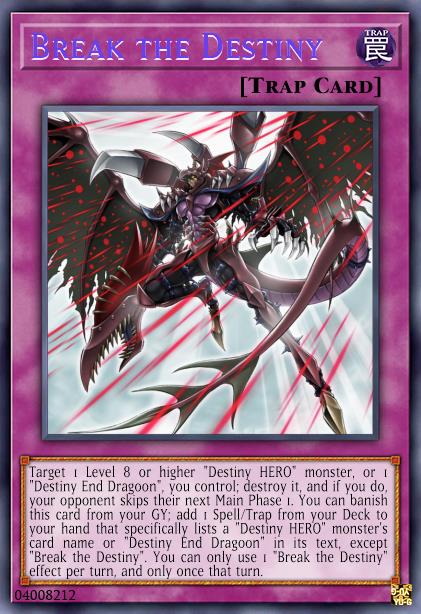 BREAK THE DESTINY
TRAP
罠
[TRAP CARD]
Target 1 Level 8 or higher "Destiny HERO" monster, or 1
"Destiny End Dragoon", you control; destroy it, and if you do,
your opponent skips their next Main Phase 1. You can banish
this card from your GY; add 1 Spell/Trap from your Deck to
your hand that specifically lists a "Destiny HERO" monster's
card name or "Destiny End Dragoon" in its text, except
"Break the Destiny". You can only use 1 "Break the Destiny"
effect per turn, and only once that turn.
04008212